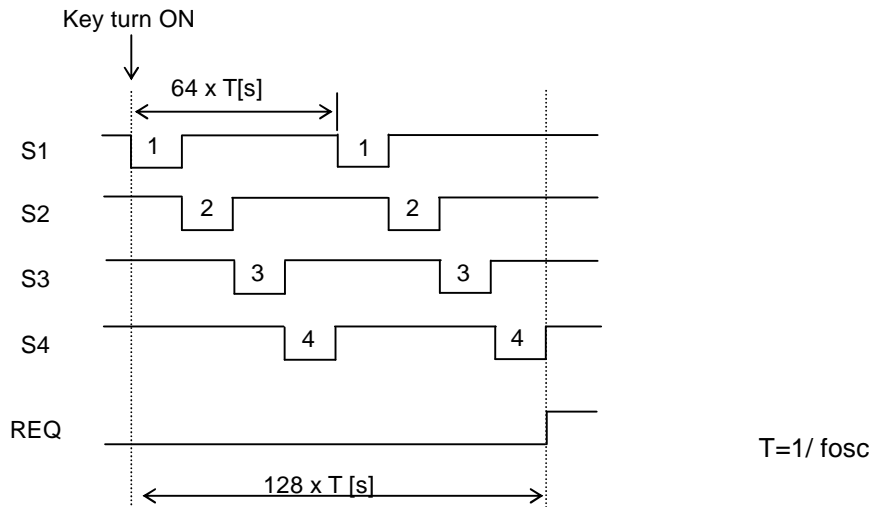 Key turn ON
64 x T[s]
S1 1 1
S2 2 2
S3 3 3
S4 4 4
REQ
T=1/ fosc
128 x T [s]